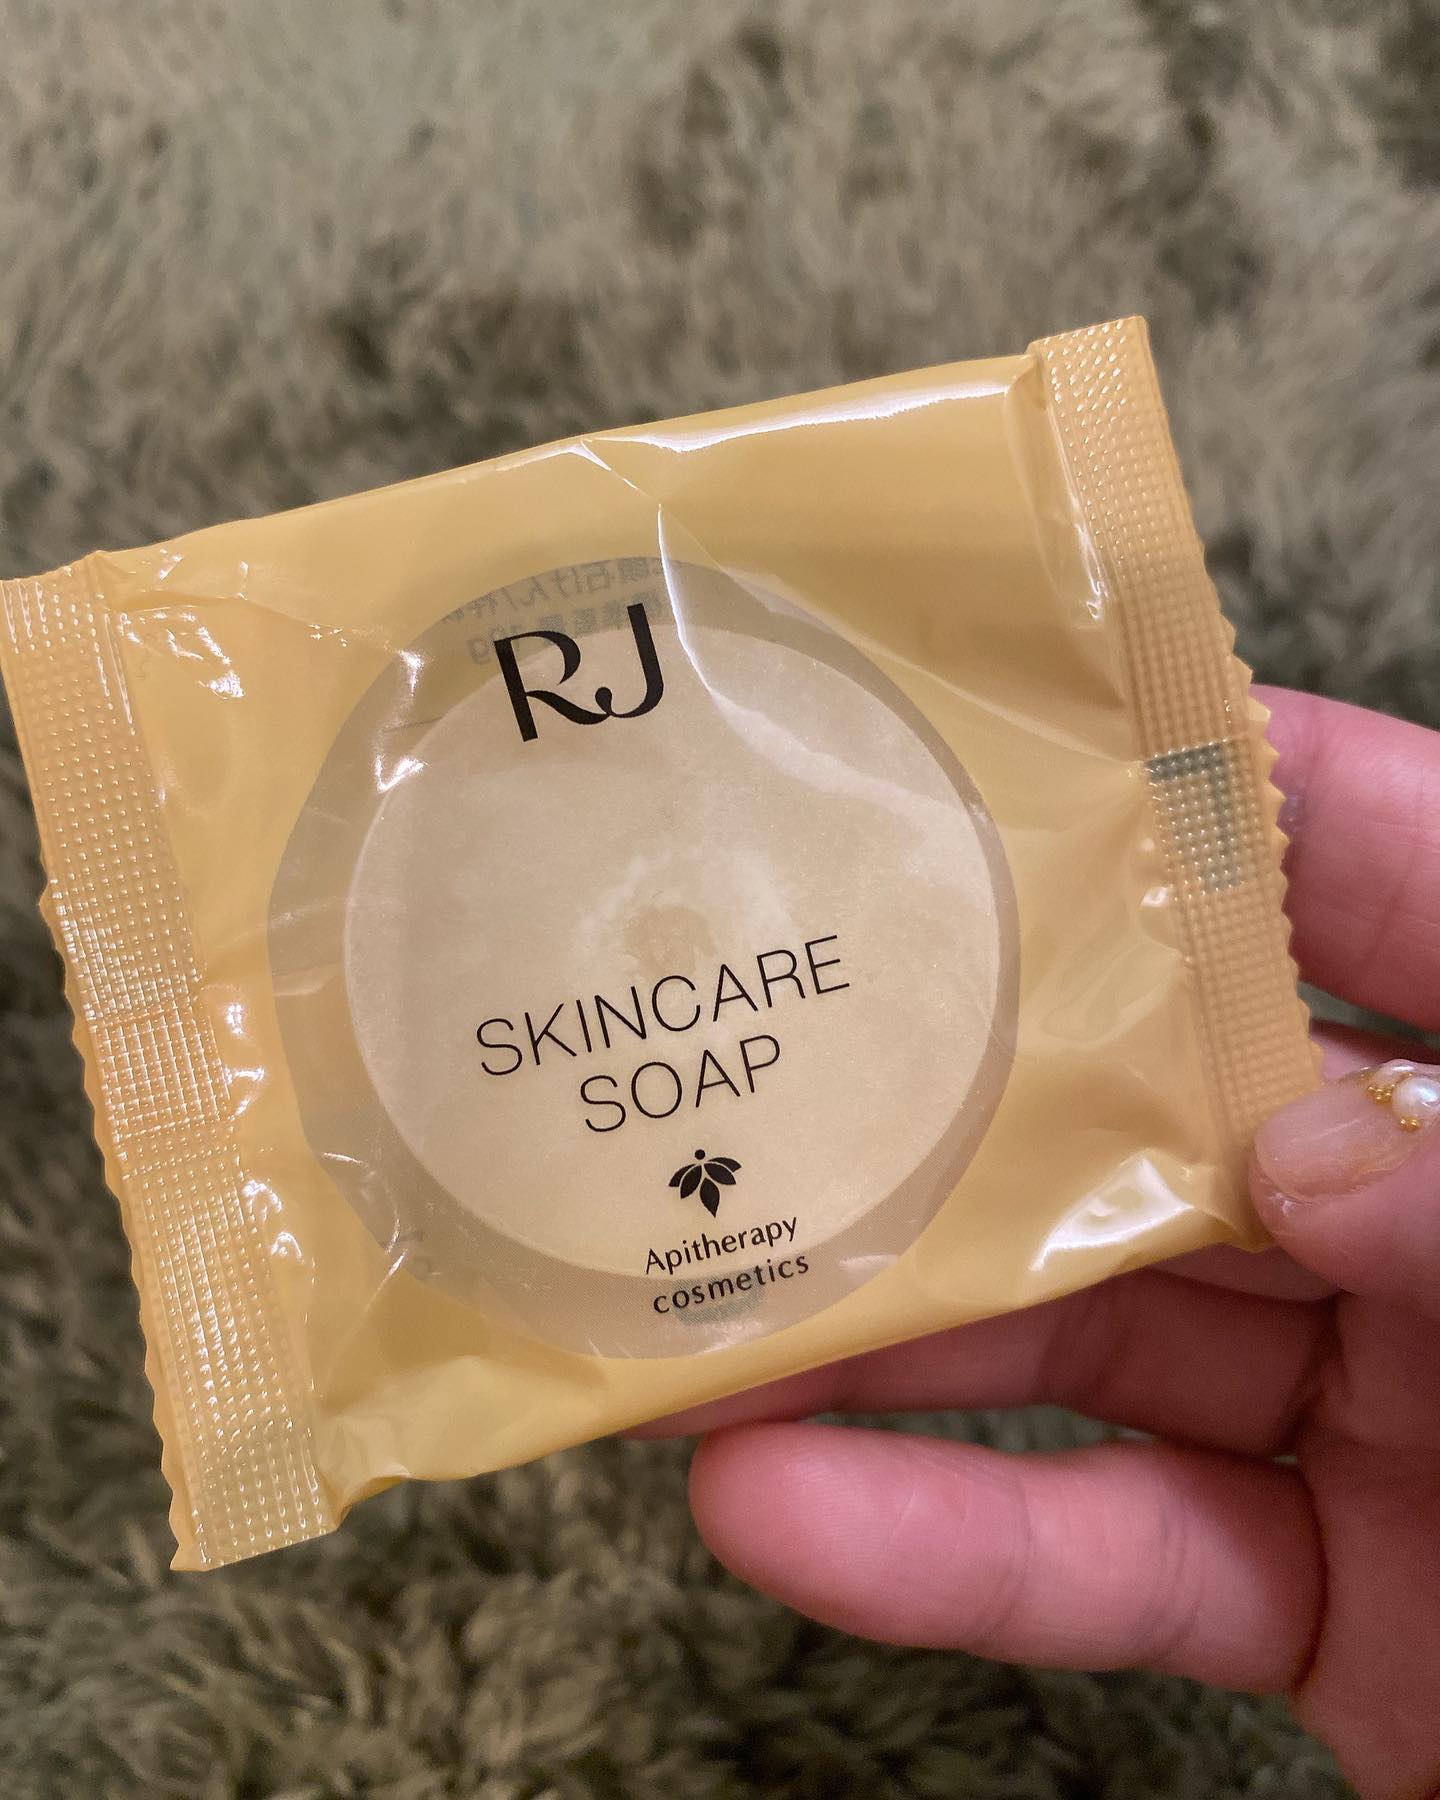 RJ
SKINCARE
SOAP
Apitherapy
cosmetics